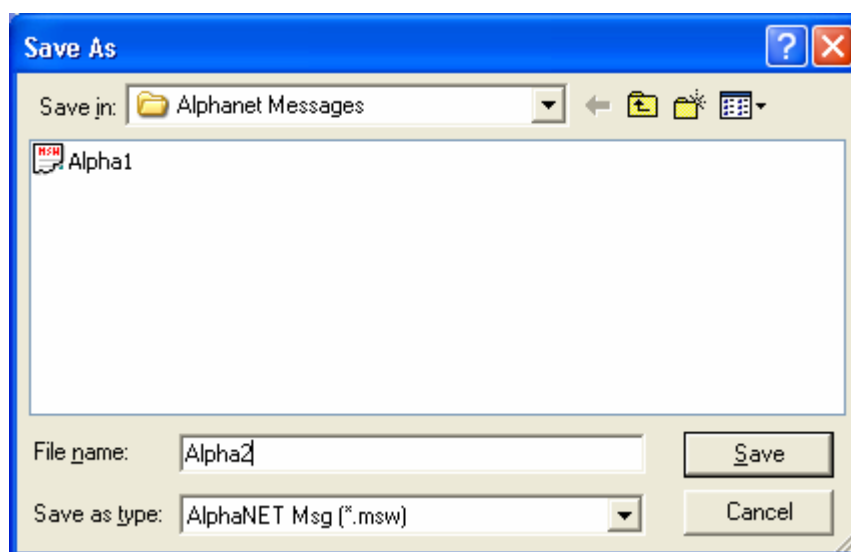 Save As
Save in: Alphanet Messages
MSW Alpha1
File name: Alpha2 Save
Save as type: AlphaNET Msg (*.msw) Cancel